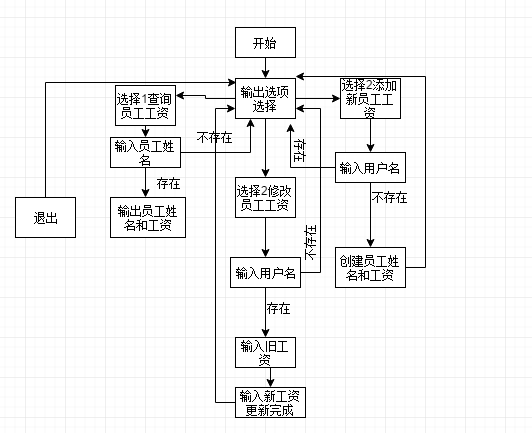 开始
输出选项
选择
选择1查询
员工工资
选择2添加
新员工工
资
输入员工姓
名
不存在
存在
输入用户名
存在
选择2修改
员工工资
不存在
退出
输出员工姓
名和工资
不存在
输入用户名
创建员工姓
名和工资
存在
输入旧工
资
输入新工资
更新完成